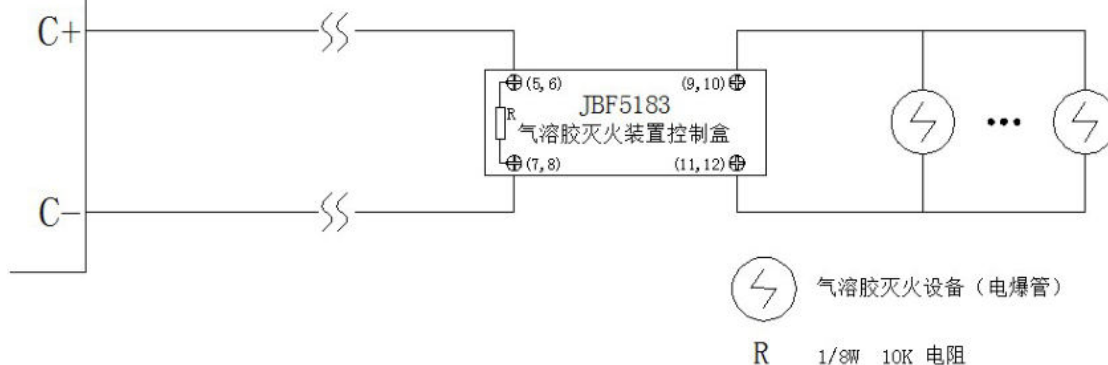 C+
(5,6)
(9,10)
R
JBF5183
气溶胶灭火装置控制盒
(7,8)
(11,12)
C-
气溶胶灭火设备（电爆管）
R 1/8W 10K 电阻